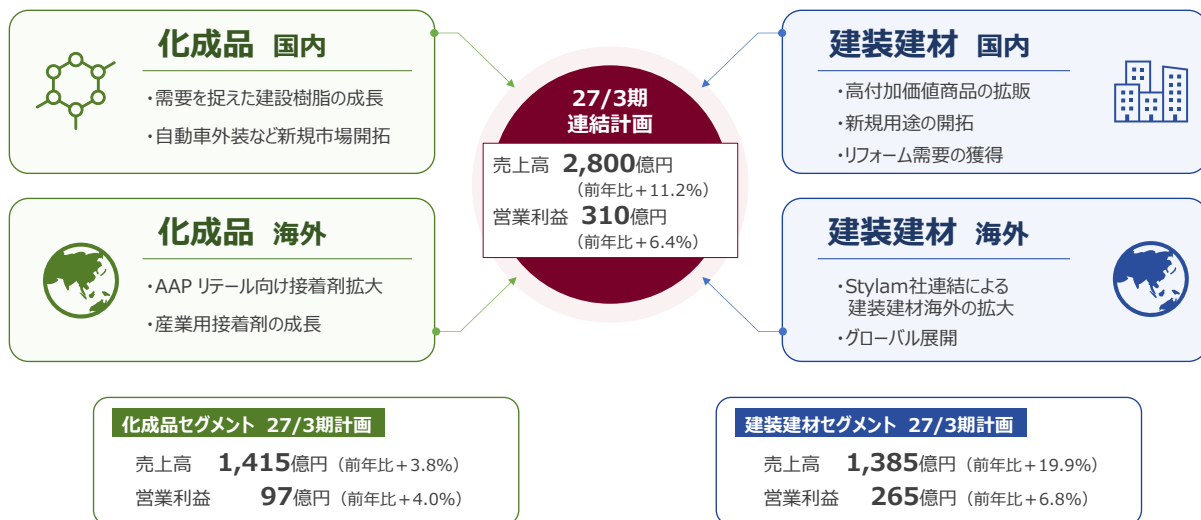 化成品 国内
・需要を捉えた建設樹脂の成長
・自動車外装など新規市場開拓
27/3期
連結計画
売上高 2,800億円
(前年比+11.2%)
営業利益 310億円
(前年比+6.4%)
建装建材 国内
・高付加価値商品の拡販
・新規用途の開拓
・リフォーム需要の獲得
化成品 海外
・AAP リテール向け接着剤拡大
・産業用接着剤の成長
建装建材 海外
・Stylam社連結による
建装建材海外の拡大
・グローバル展開
化成品セグメント 27/3期計画
売上高 1,415億円 (前年比+3.8%)
営業利益 97億円 (前年比+4.0%)
建装建材セグメント 27/3期計画
売上高 1,385億円 (前年比+19.9%)
営業利益 265億円 (前年比+6.8%)